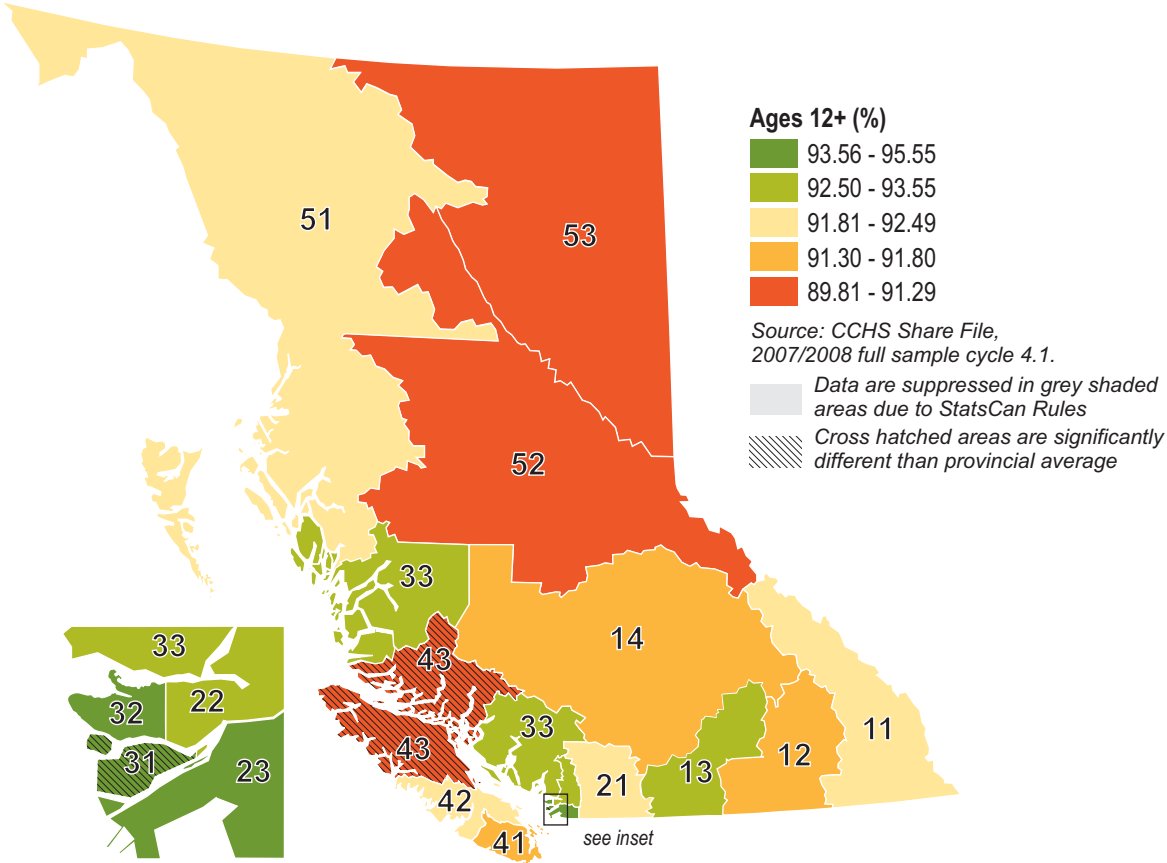 Ages 12+ (%)
93.56 - 95.55
92.50 - 93.55
91.81 - 92.49
91.30 - 91.80
89.81 - 91.29
Source: CCHS Share File,
2007/2008 full sample cycle 4.1.
Data are suppressed in grey shaded
areas due to StatsCan Rules
Cross hatched areas are significantly
different than provincial average
51
53
52
33
14
43
33
11
12
13
43
21
42
41
see inset
33
22
32
31
23